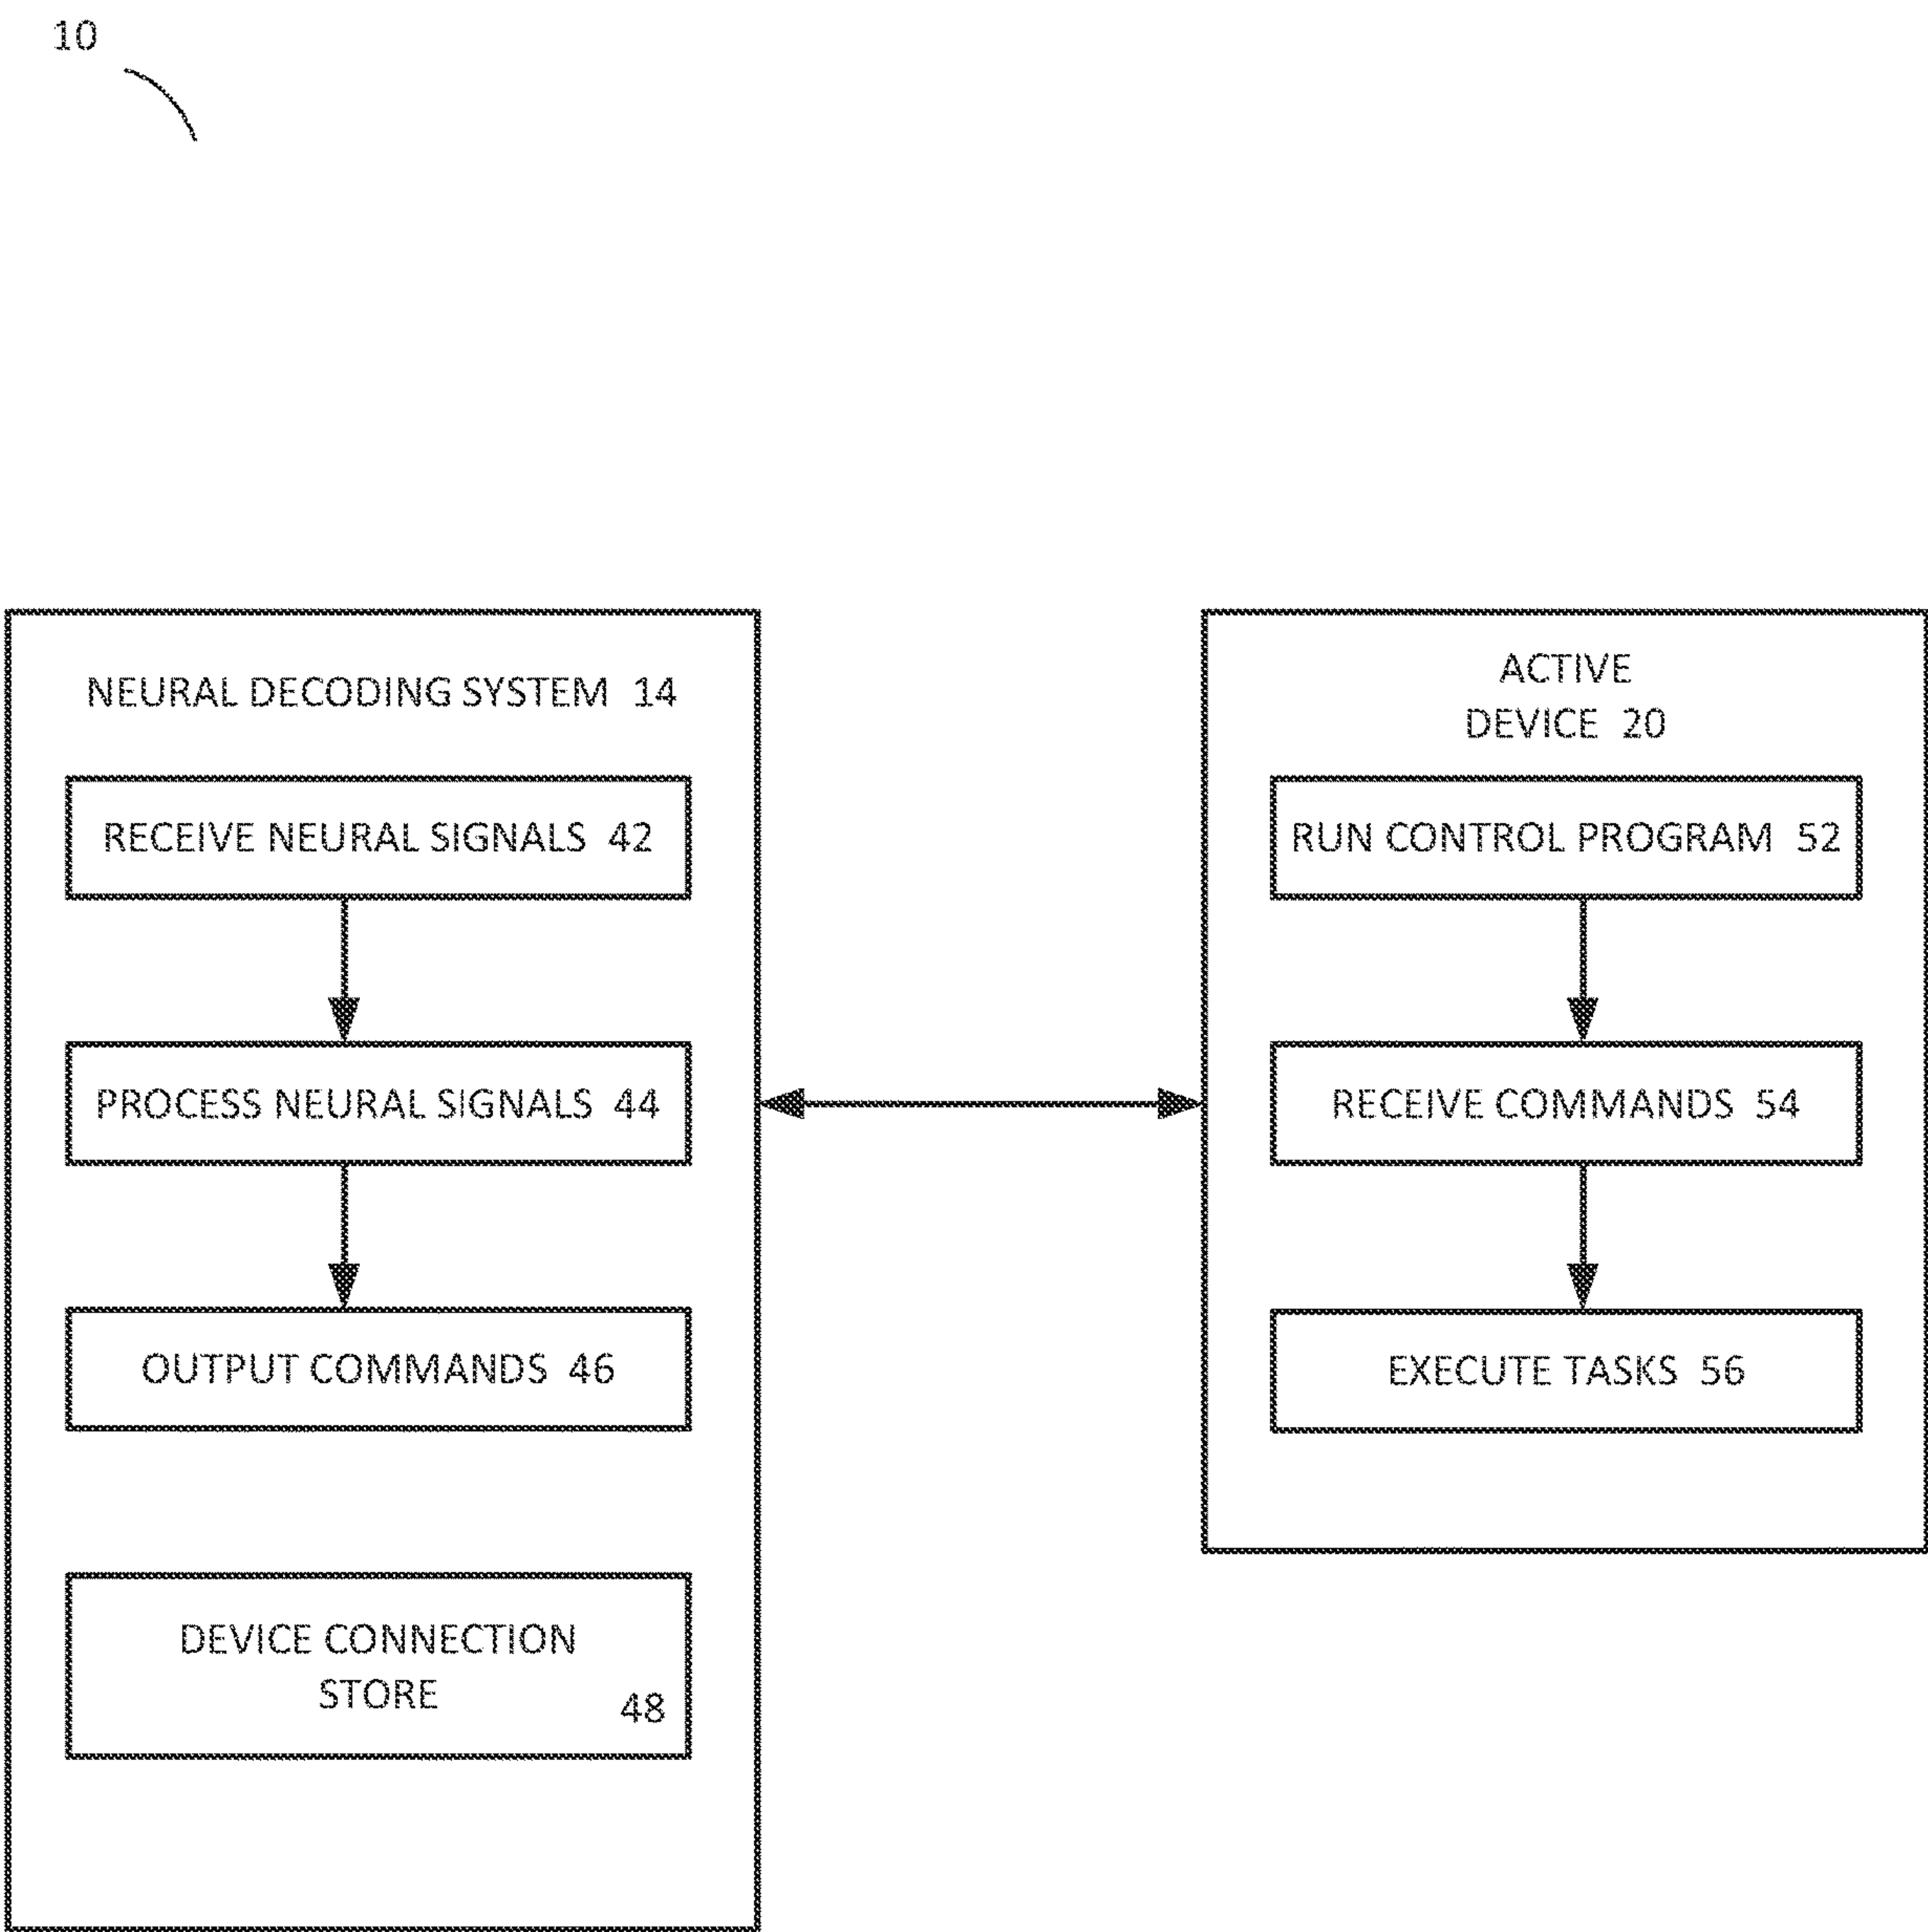 10
NEURAL DECODING SYSTEM 14
RECEIVE NEURAL SIGNALS 42
PROCESS NEURAL SIGNALS 44
OUTPUT COMMANDS 46
DEVICE CONNECTION
STORE 48
ACTIVE
DEVICE 20
RUN CONTROL PROGRAM 52
RECEIVE COMMANDS 54
EXECUTE TASKS 56